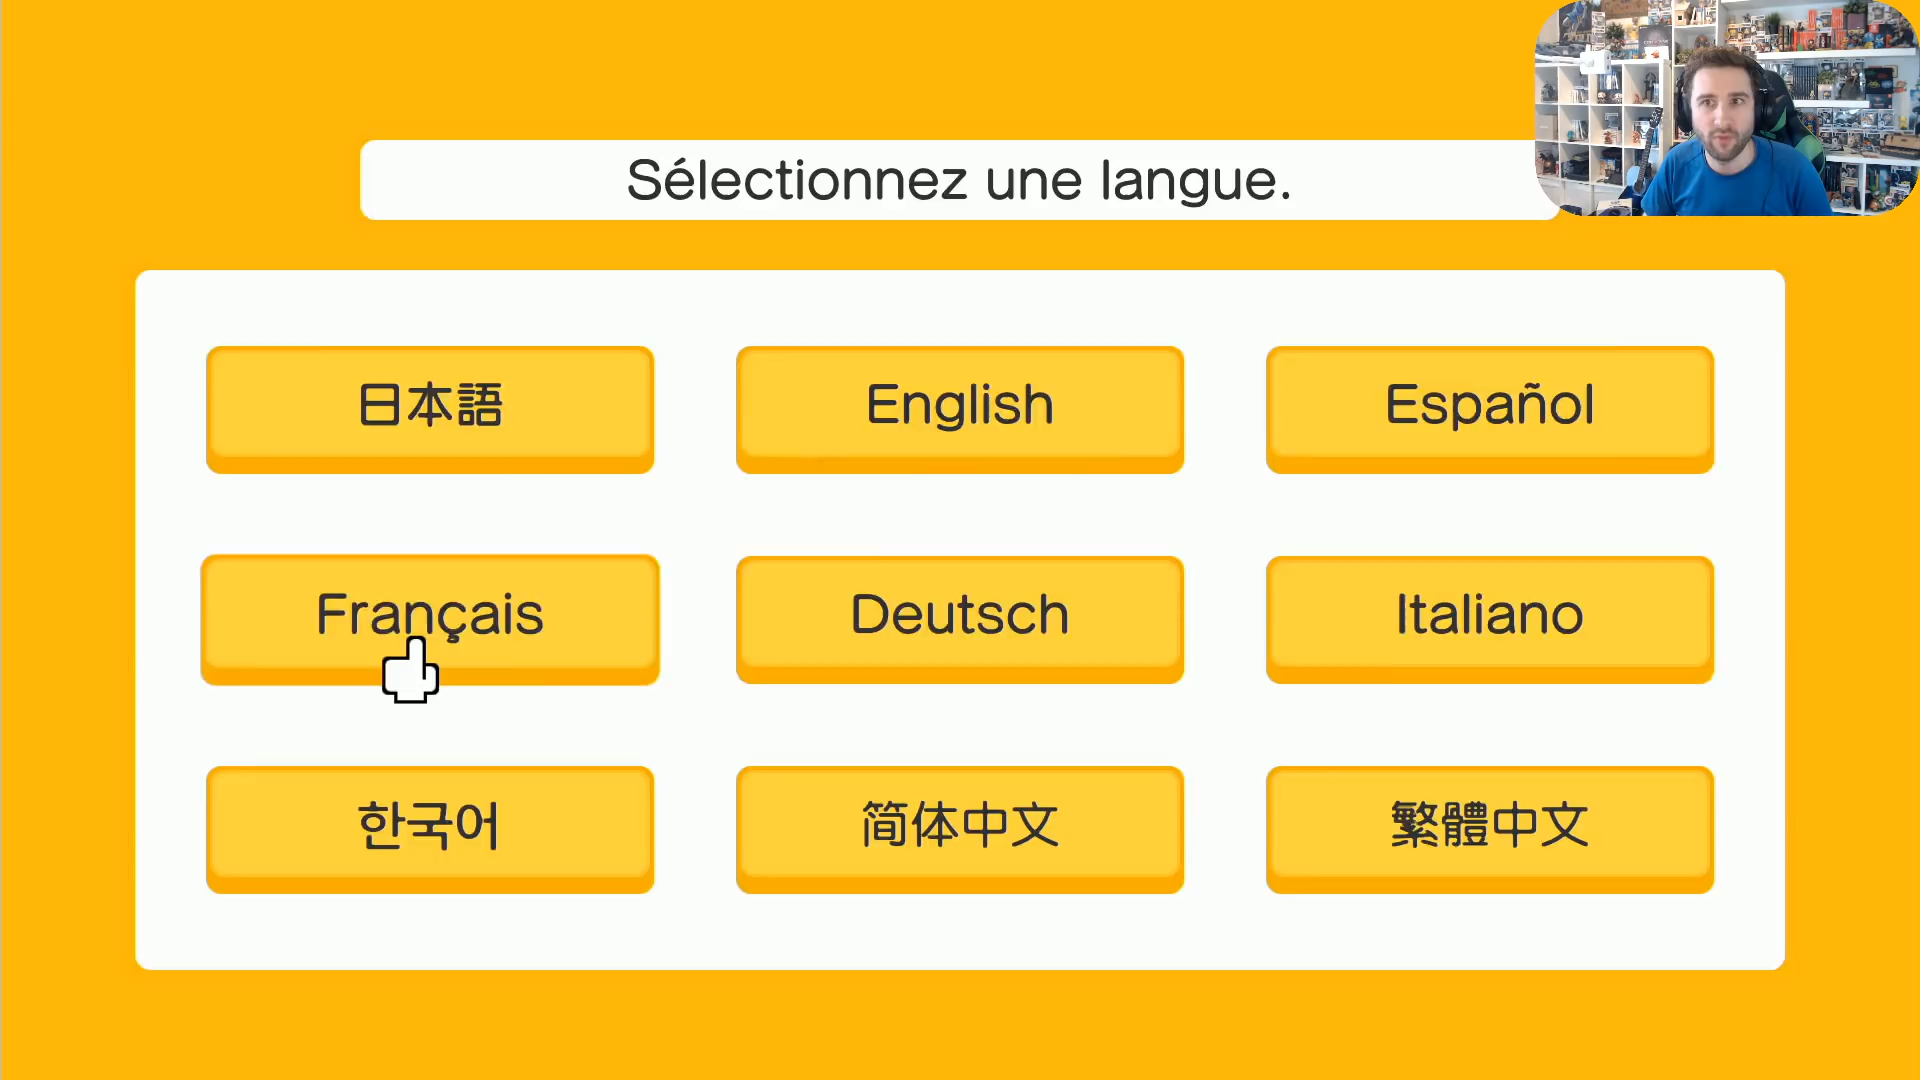 Sélectionnez une langue.
日本語
English
Español
Français
Deutsch
Italiano
한국어
简体中文
繁體中文